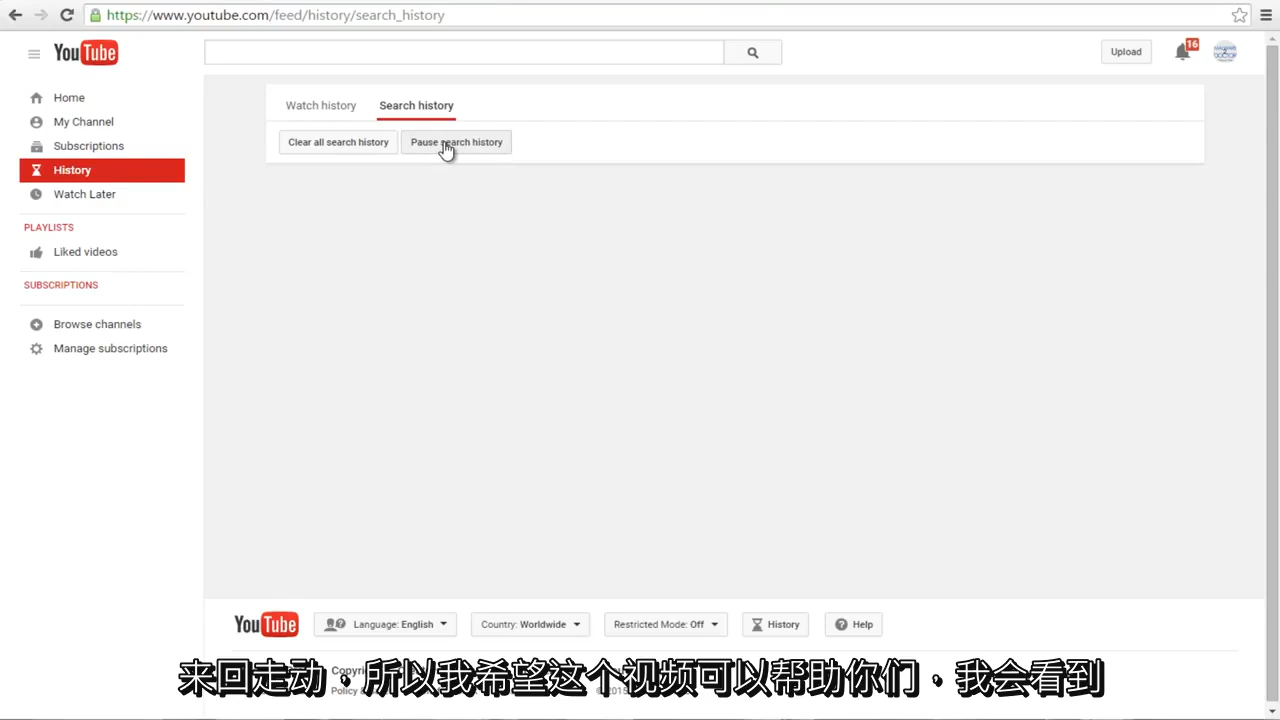 https://www.youtube.com/feed/history/search_history
YouTube
Upload
16
Home
My Channel
Subscriptions
History
Watch Later
PLAYLISTS
Liked videos
SUBSCRIPTIONS
Browse channels
Manage subscriptions
Watch history
Search history
Clear all search history
Pause search history
YouTube
Language: English
Country: Worldwide
Restricted Mode: Off
History
Help
来回走动，所以我希望这个视频可以帮助你们，我会看到